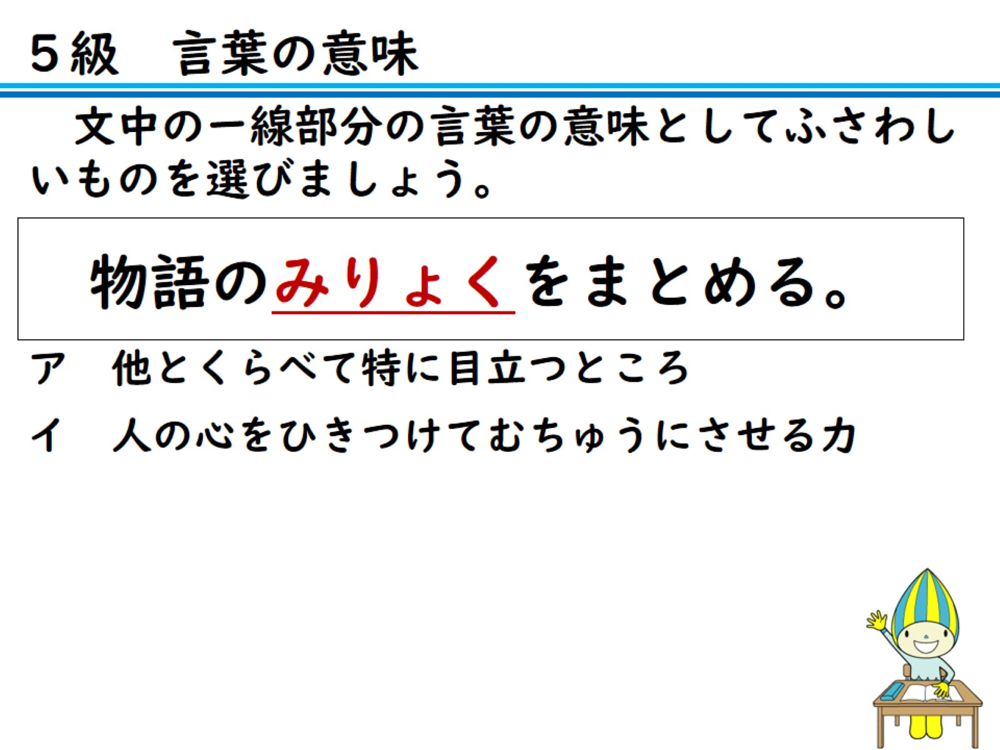 ５級　言葉の意味
文中の一線部分の言葉の意味としてふさわし
いものを選びましょう。
物語のみりょくをまとめる。
ア　他とくらべて特に目立つところ
イ　人の心をひきつけてむちゅうにさせる力